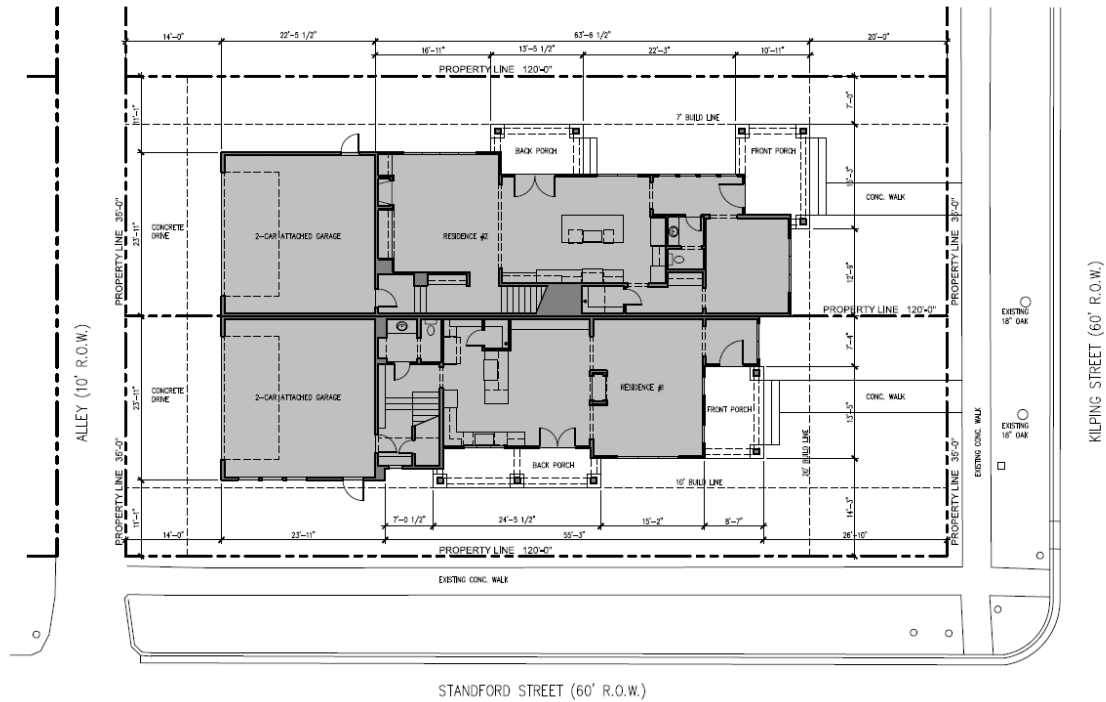 14'-0"
22'-5 1/2"
63'-6 1/2"
20'-0"
16'-11"
13'-5 1/2"
22'-3"
10'-11"
PROPERTY LINE 120'-0"
11'-1"
7'-0"
7' BUILD LINE
BACK PORCH
FRONT PORCH
15'-3"
CONC. WALK
PROPERTY LINE 35'-0"
23'-11"
CONCRETE
DRIVE
2-CAR ATTACHED GARAGE
RESIDENCE #2
PROPERTY LINE 35'-0"
12'-9"
PROPERTY LINE 120'-0"
EXISTING
18" OAK
KILPING STREET (60' R.O.W.)
ALLEY (10' R.O.W.)
7'-4"
23'-11"
CONCRETE
DRIVE
2-CAR ATTACHED GARAGE
RESIDENCE #1
FRONT PORCH
CONC. WALK
EXISTING CONC. WALK
EXISTING
18" OAK
20' BUILD LINE
BACK PORCH
10' BUILD LINE
PROPERTY LINE 35'-0"
PROPERTY LINE 35'-0"
11'-1"
14'-3"
7'-0 1/2"
24'-5 1/2"
15'-2"
8'-7"
14'-0"
23'-11"
55'-3"
26'-10"
PROPERTY LINE 120'-0"
EXISTING CONC. WALK
STANDFORD STREET (60' R.O.W.)